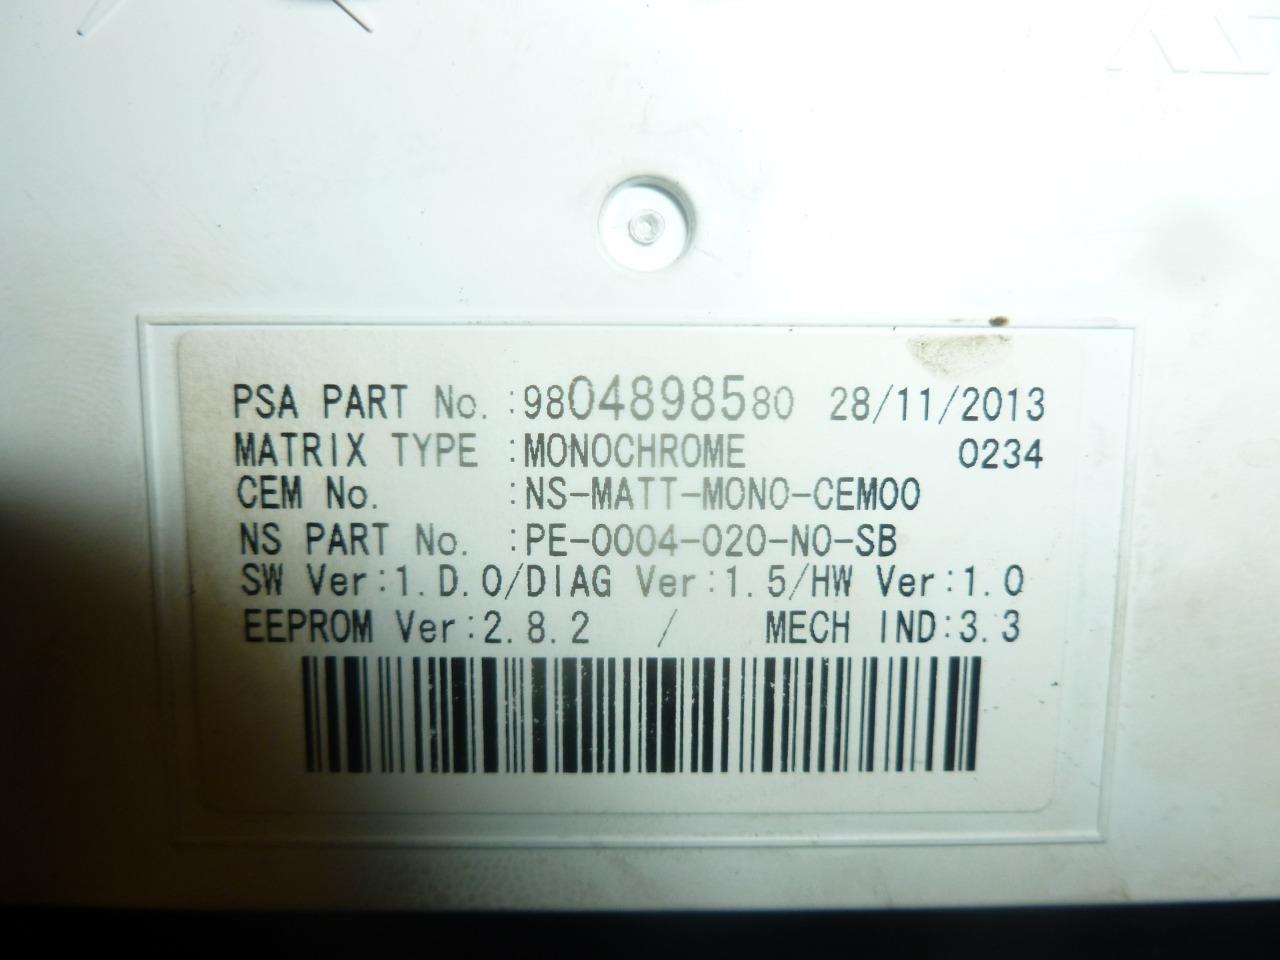 PSA PART No. :9804898580 28/11/2013
MATRIX TYPE :MONOCHROME 0234
CEM No. :NS-MATT-MONO-CEM00
NS PART No. :PE-0004-020-NO-SB
SW Ver:1.D.0/DIAG Ver:1.5/HW Ver:1.0
EEPROM Ver:2.8.2 / MECH IND:3.3